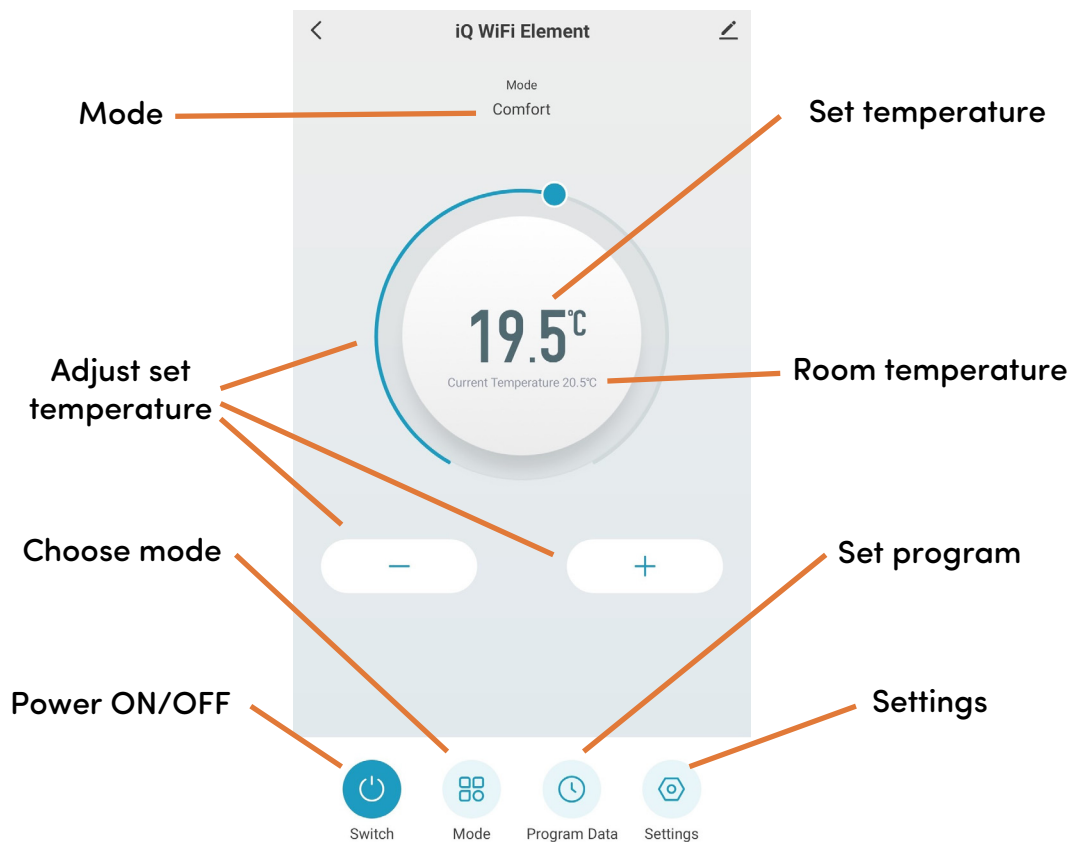 iQ WiFi Element
Mode
Comfort
Mode
Set temperature
19.5°C
Current Temperature 20.5°C
Adjust set
temperature
Room temperature
Choose mode
Set program
Power ON/OFF
Settings
Switch
Mode
Program Data
Settings